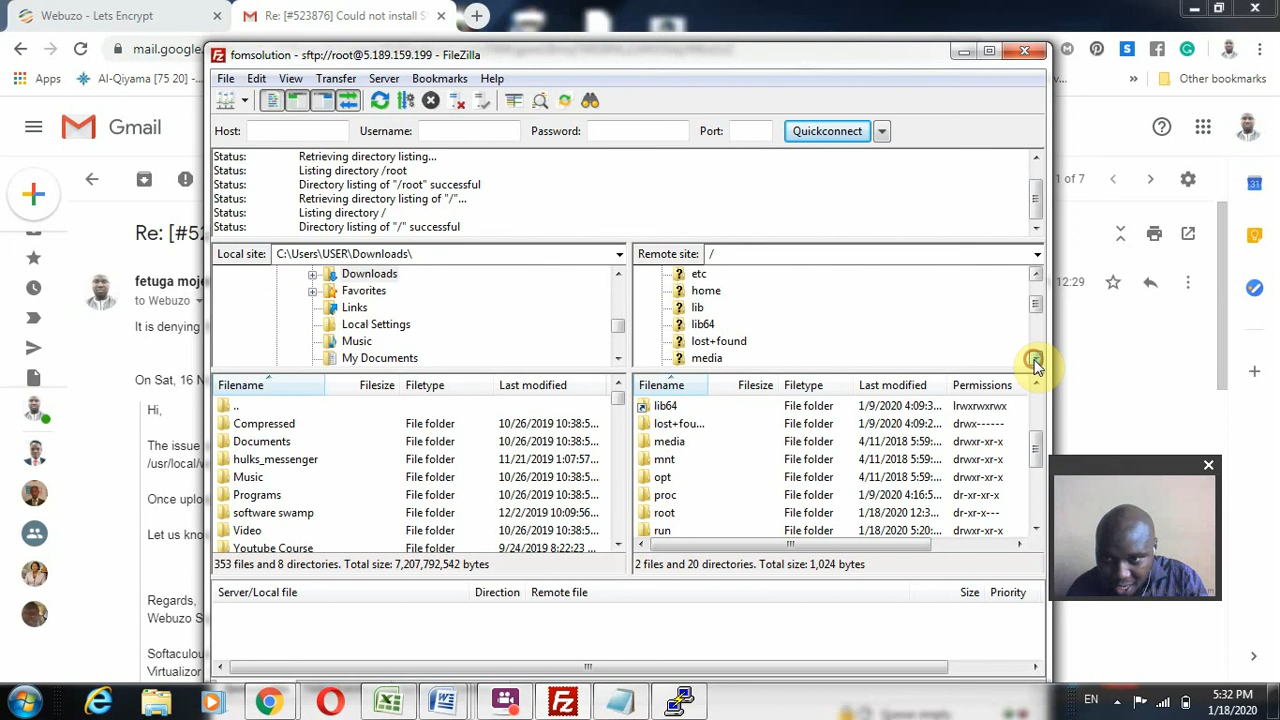 Webuzo - Lets Encrypt
Re: [#523876] Could not install S
mail.google
Apps
Al-Qiyama [75 20] -...
Other bookmarks
fomsolution - sftp://root@5.189.159.199 - FileZilla
File Edit View Transfer Server Bookmarks Help
Host: Username: Password: Port: Quickconnect
Status: Retrieving directory listing...
Status: Listing directory /root
Status: Directory listing of "/root" successful
Status: Retrieving directory listing of "/"...
Status: Listing directory /
Status: Directory listing of "/" successful
Local site: C:\Users\USER\Downloads\
Downloads
Favorites
Links
Local Settings
Music
My Documents
Remote site: /
etc
home
lib
lib64
lost+found
media
Filename Filesize Filetype Last modified
..
Compressed File folder 10/26/2019 10:38:5...
Documents File folder 10/26/2019 10:38:5...
hulks_messenger File folder 11/21/2019 1:07:57...
Music File folder 10/26/2019 10:38:5...
Programs File folder 10/26/2019 10:38:5...
software swamp File folder 12/2/2019 10:09:56...
Video File folder 10/26/2019 10:38:5...
Youtube Course File folder 9/24/2019 8:22:23
353 files and 8 directories. Total size: 7,207,792,542 bytes
Filename Filesize Filetype Last modified Permissions
lib64 File folder 1/9/2020 4:09:3... lrwxrwxrwx
lost+fou... File folder 1/9/2020 4:09:2... drwx------
media File folder 4/11/2018 5:59:... drwxr-xr-x
mnt File folder 4/11/2018 5:59:... drwxr-xr-x
opt File folder 4/11/2018 5:59:... drwxr-xr-x
proc File folder 1/9/2020 4:16:5... dr-xr-xr-x
root File folder 1/18/2020 12:3... dr-xr-x---
run File folder 1/18/2020 5:20:... drwxr-xr-x
2 files and 20 directories. Total size: 1,024 bytes
Server/Local file Direction Remote file Size Priority
Gmail
1 of 7
Re: [#5
fetuga moj
to Webuzo
12:29
It is denying
On Sat, 16 N
Hi,
The issue
/usr/local/
Once uplo
Let us kno
Regards,
Webuzo S
Softaculou
Virtualizor
EN
5:32 PM
1/18/2020